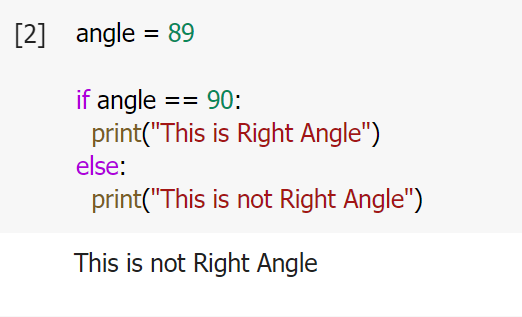 [2] angle = 89
if angle == 90:
print("This is Right Angle")
else:
print("This is not Right Angle")
This is not Right Angle